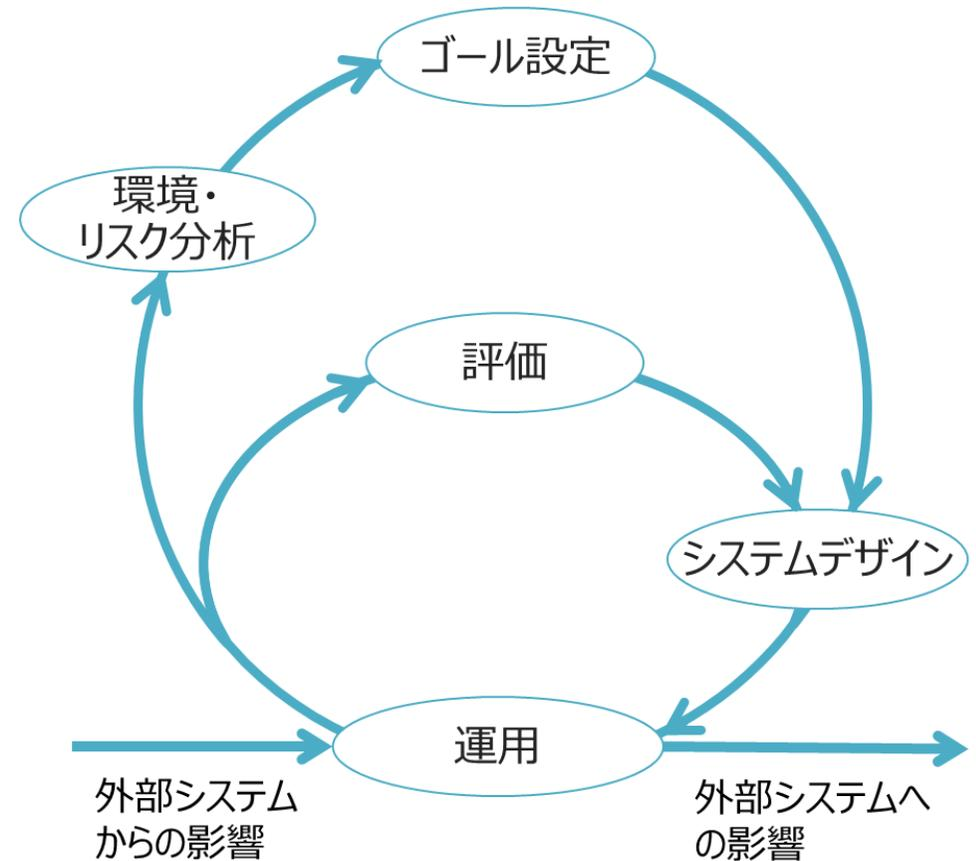 ゴール設定
環境・
リスク分析
評価
システムデザイン
運用
外部システム
からの影響
外部システムへ
の影響